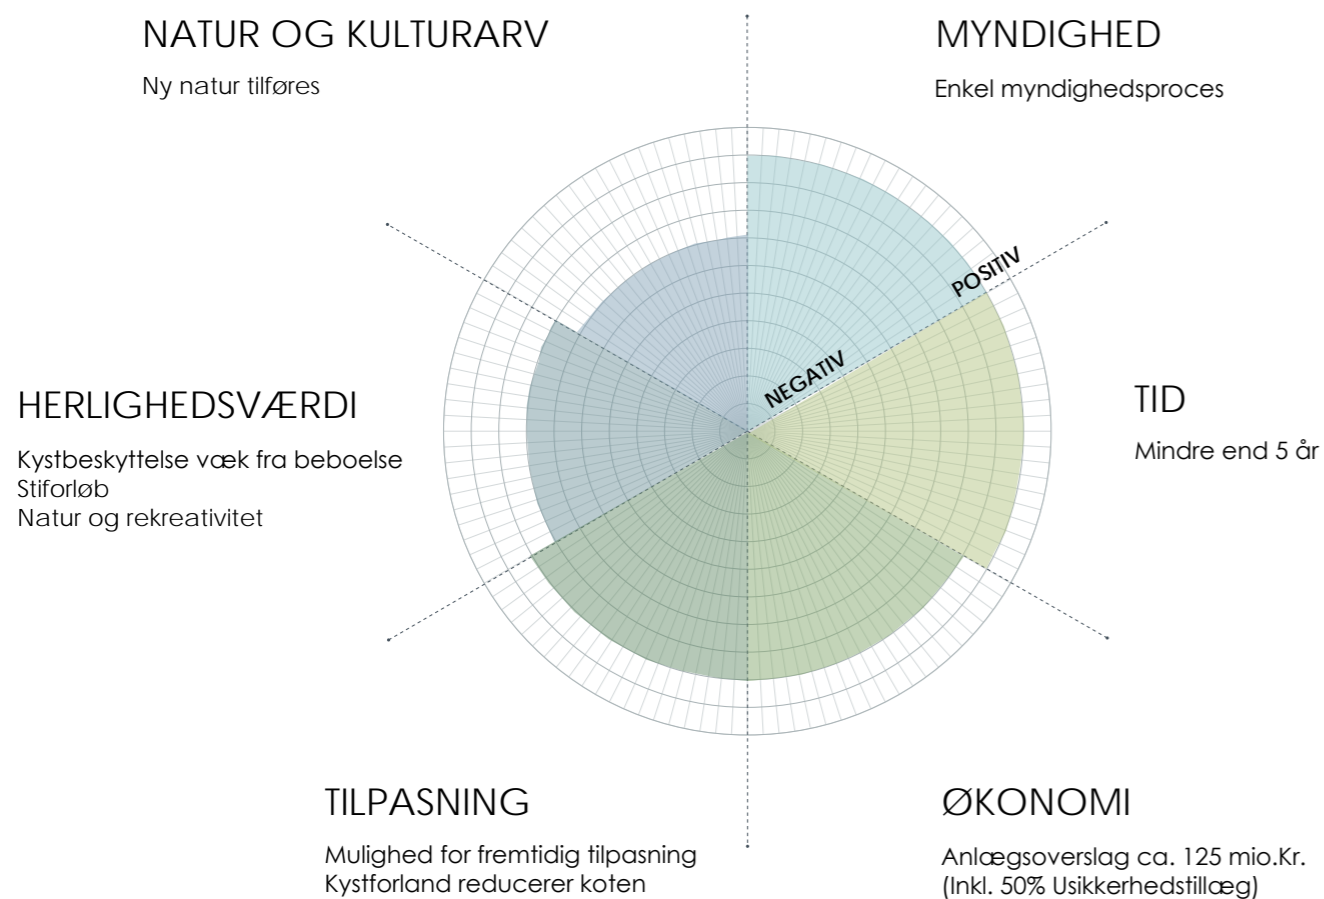 NATUR OG KULTURARV
Ny natur tilføres
MYNDIGHED
Enkel myndighedsproces
POSITIV
NEGATIV
HERLIGHEDSVÆRDI
Kystbeskyttelse væk fra beboelse
Stiforløb
Natur og rekreativitet
TID
Mindre end 5 år
TILPASNING
Mulighed for fremtidig tilpasning
Kystforland reducerer koten
ØKONOMI
Anlægsoverslag ca. 125 mio.Kr.
(Inkl. 50% Usikkerhedstillæg)